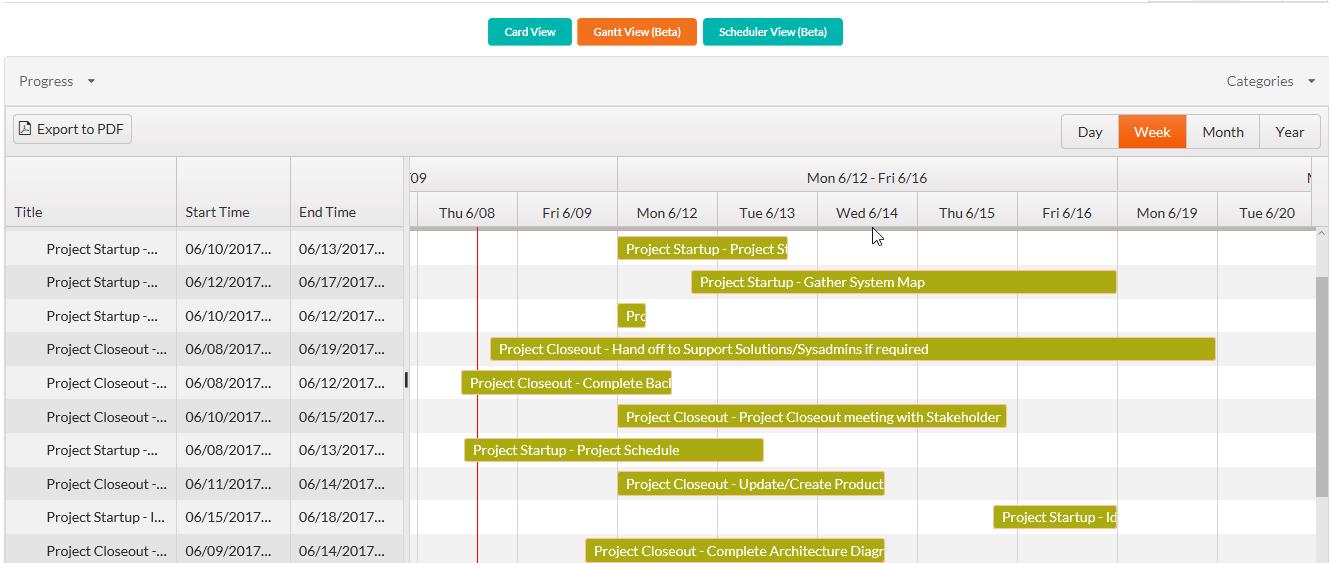 Card View Gantt View (Beta) Scheduler View (Beta)
Progress Categories
Export to PDF Day Week Month Year
/09 Mon 6/12 - Fri 6/16
Title Start Time End Time Thu 6/08 Fri 6/09 Mon 6/12 Tue 6/13 Wed 6/14 Thu 6/15 Fri 6/16 Mon 6/19 Tue 6/20
Project Startup -... 06/10/2017... 06/13/2017... Project Startup - Project St
Project Startup -... 06/12/2017... 06/17/2017... Project Startup - Gather System Map
Project Startup -... 06/10/2017... 06/12/2017... Pro
Project Closeout -... 06/08/2017... 06/19/2017... Project Closeout - Hand off to Support Solutions/Sysadmins if required
Project Closeout -... 06/08/2017... 06/12/2017... Project Closeout - Complete Back
Project Closeout -... 06/10/2017... 06/15/2017... Project Closeout - Project Closeout meeting with Stakeholder
Project Startup -... 06/08/2017... 06/13/2017... Project Startup - Project Schedule
Project Closeout -... 06/11/2017... 06/14/2017... Project Closeout - Update/Create Product
Project Startup - I... 06/15/2017... 06/18/2017... Project Startup - Id
Project Closeout -... 06/09/2017... 06/14/2017... Project Closeout - Complete Architecture Diagr